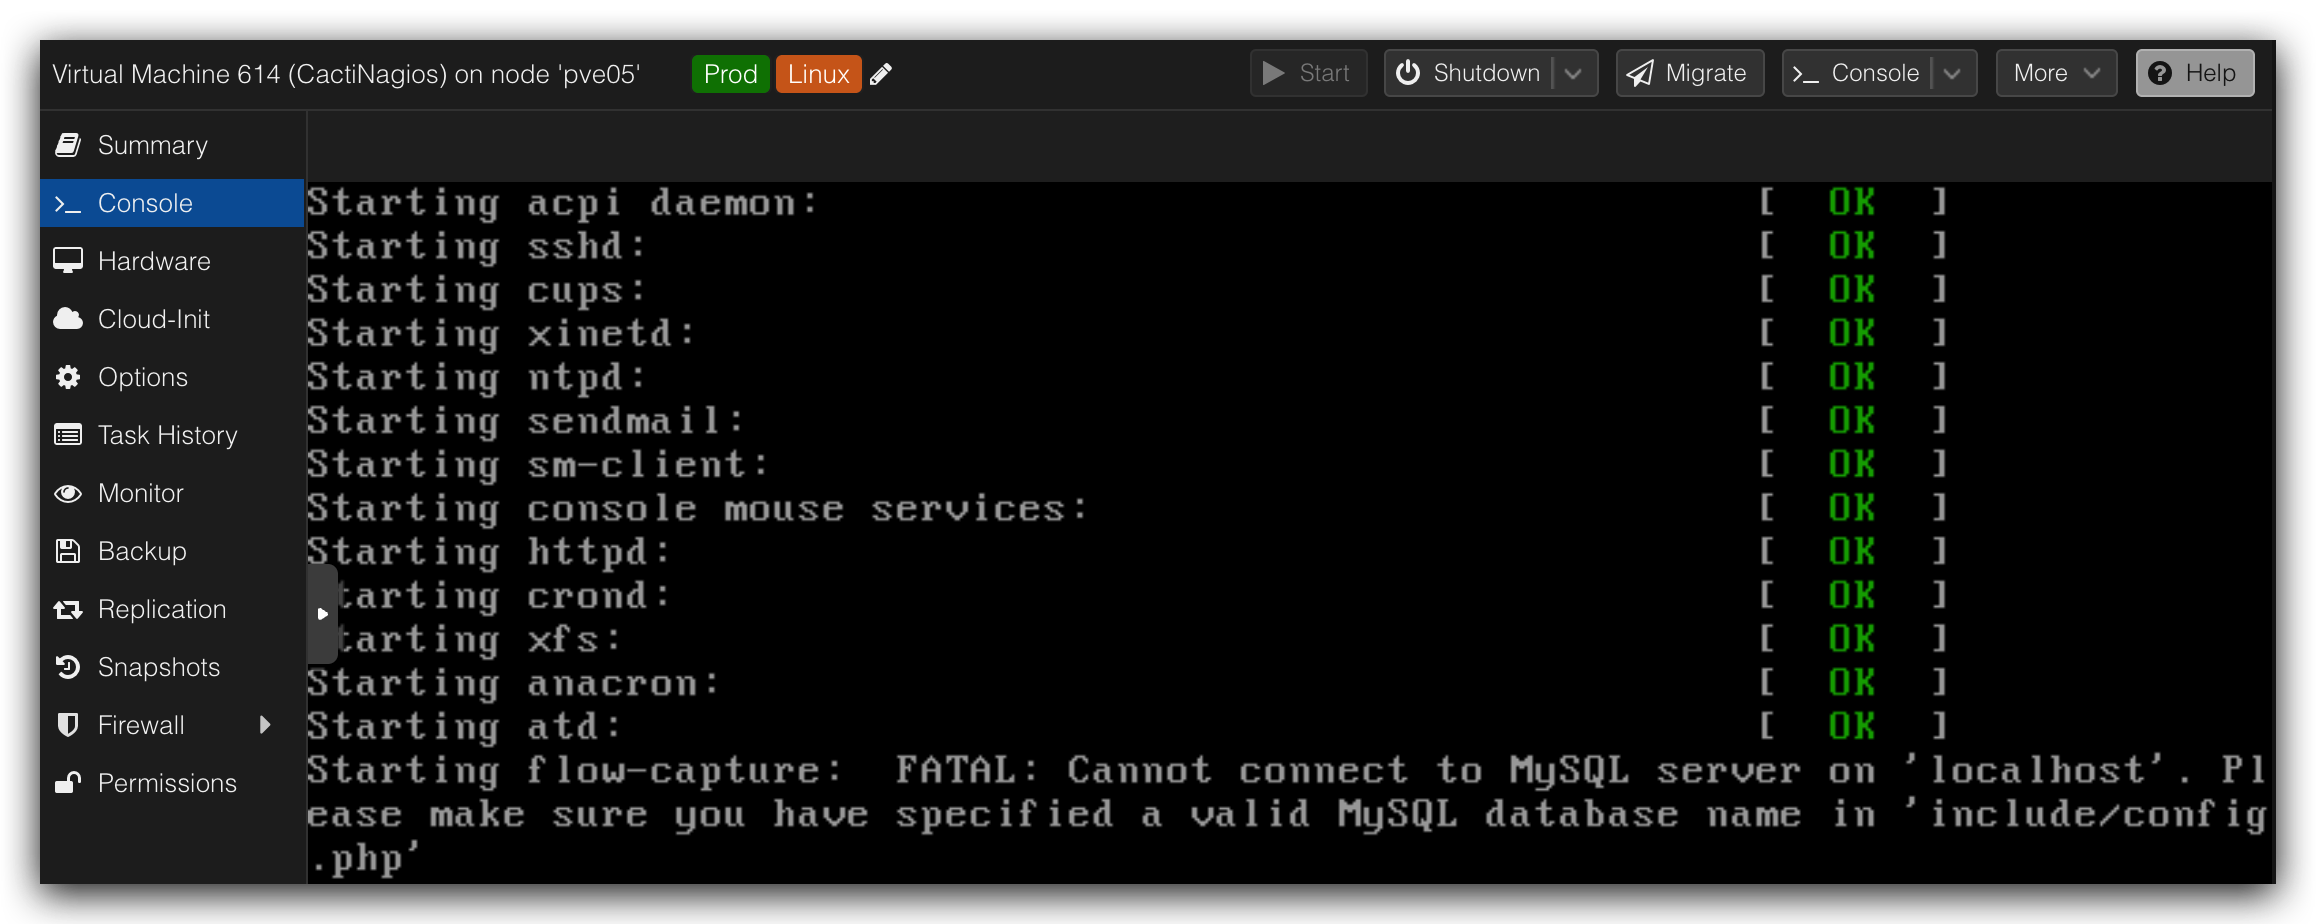 Virtual Machine 614 (CactiNagios) on node 'pve05' Prod Linux Start Shutdown Migrate Console More Help
Summary
Console
Hardware
Cloud-Init
Options
Task History
Monitor
Backup
Replication
Snapshots
Firewall
Permissions
Starting acpi daemon: [ OK ]
Starting sshd: [ OK ]
Starting cups: [ OK ]
Starting xinetd: [ OK ]
Starting ntpd: [ OK ]
Starting sendmail: [ OK ]
Starting sm-client: [ OK ]
Starting console mouse services: [ OK ]
Starting httpd: [ OK ]
tarting crond: [ OK ]
tarting xfs: [ OK ]
Starting anacron: [ OK ]
Starting atd: [ OK ]
Starting flow-capture: FATAL: Cannot connect to MySQL server on 'localhost'. Pl
ease make sure you have specified a valid MySQL database name in 'include/config
.php'